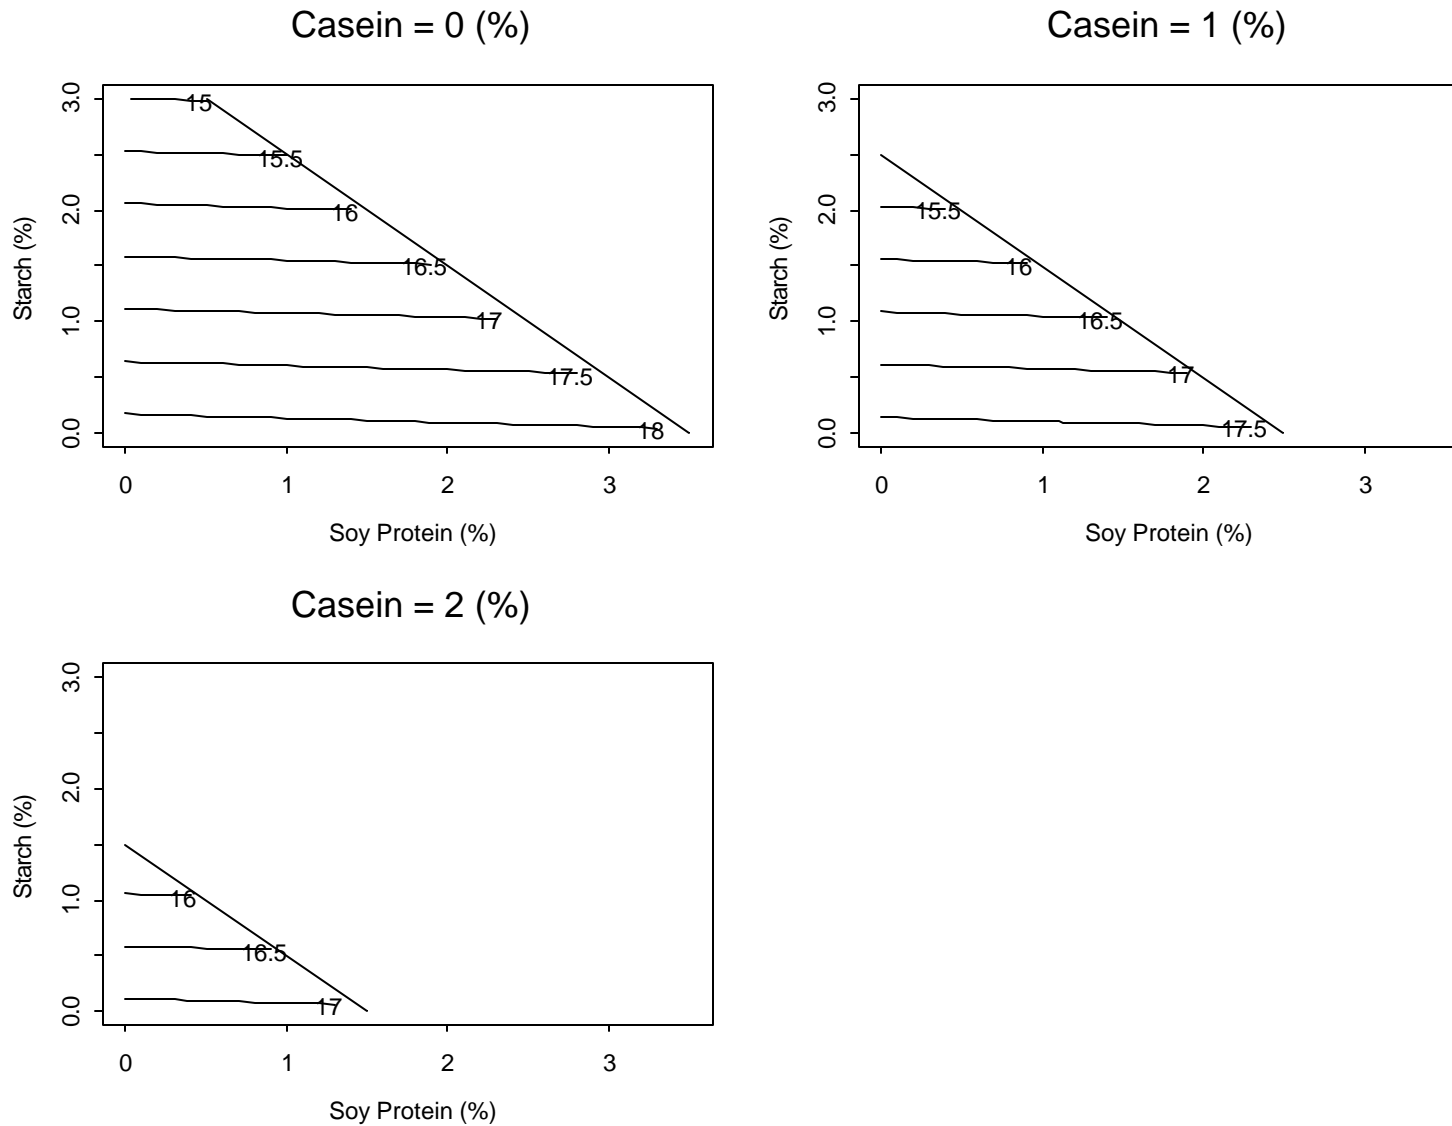 Casein = 0 (%)
Starch (%)
3.0
2.0
1.0
0.0
15
15.5
16
16.5
17
17.5
18
0 1 2 3
Soy Protein (%)
Casein = 1 (%)
Starch (%)
3.0
2.0
1.0
0.0
15.5
16
16.5
17
17.5
0 1 2 3
Soy Protein (%)
Casein = 2 (%)
Starch (%)
3.0
2.0
1.0
0.0
16
16.5
17
0 1 2 3
Soy Protein (%)